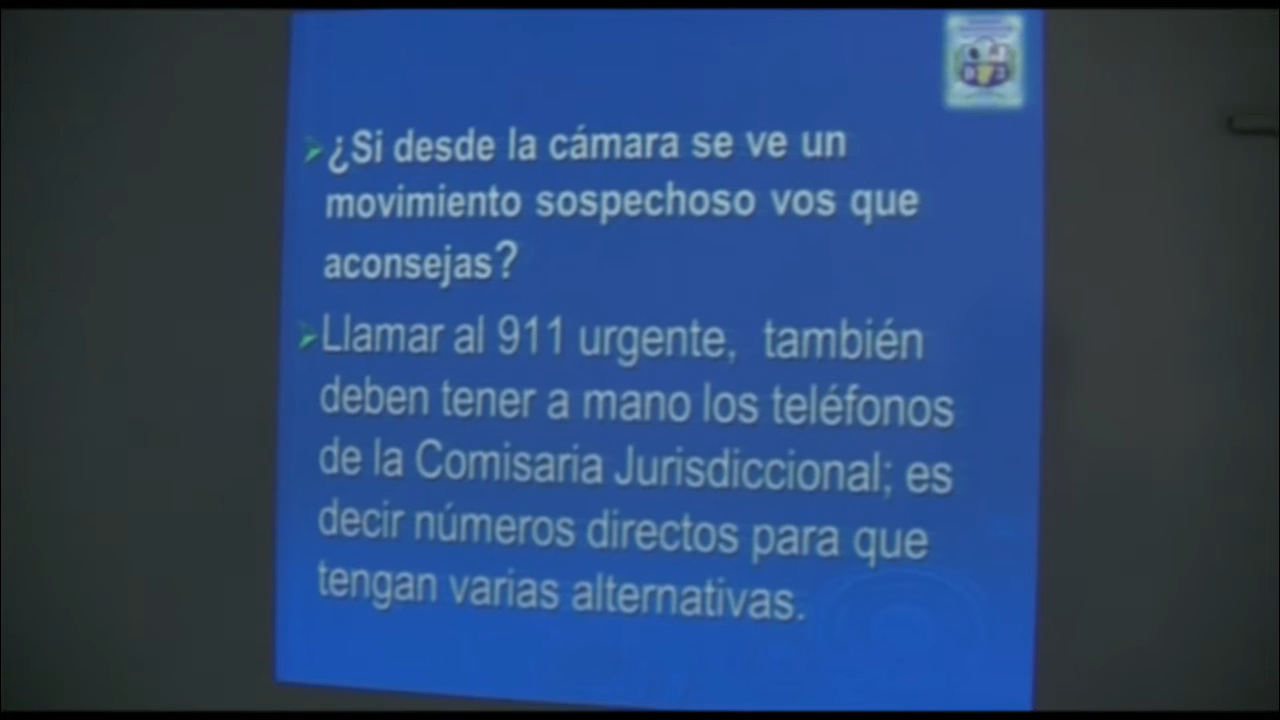 ¿Si desde la cámara se ve un
movimiento sospechoso vos que
aconsejas?
Llamar al 911 urgente, también
deben tener a mano los teléfonos
de la Comisaria Jurisdiccional; es
decir números directos para que
tengan varias alternativas.